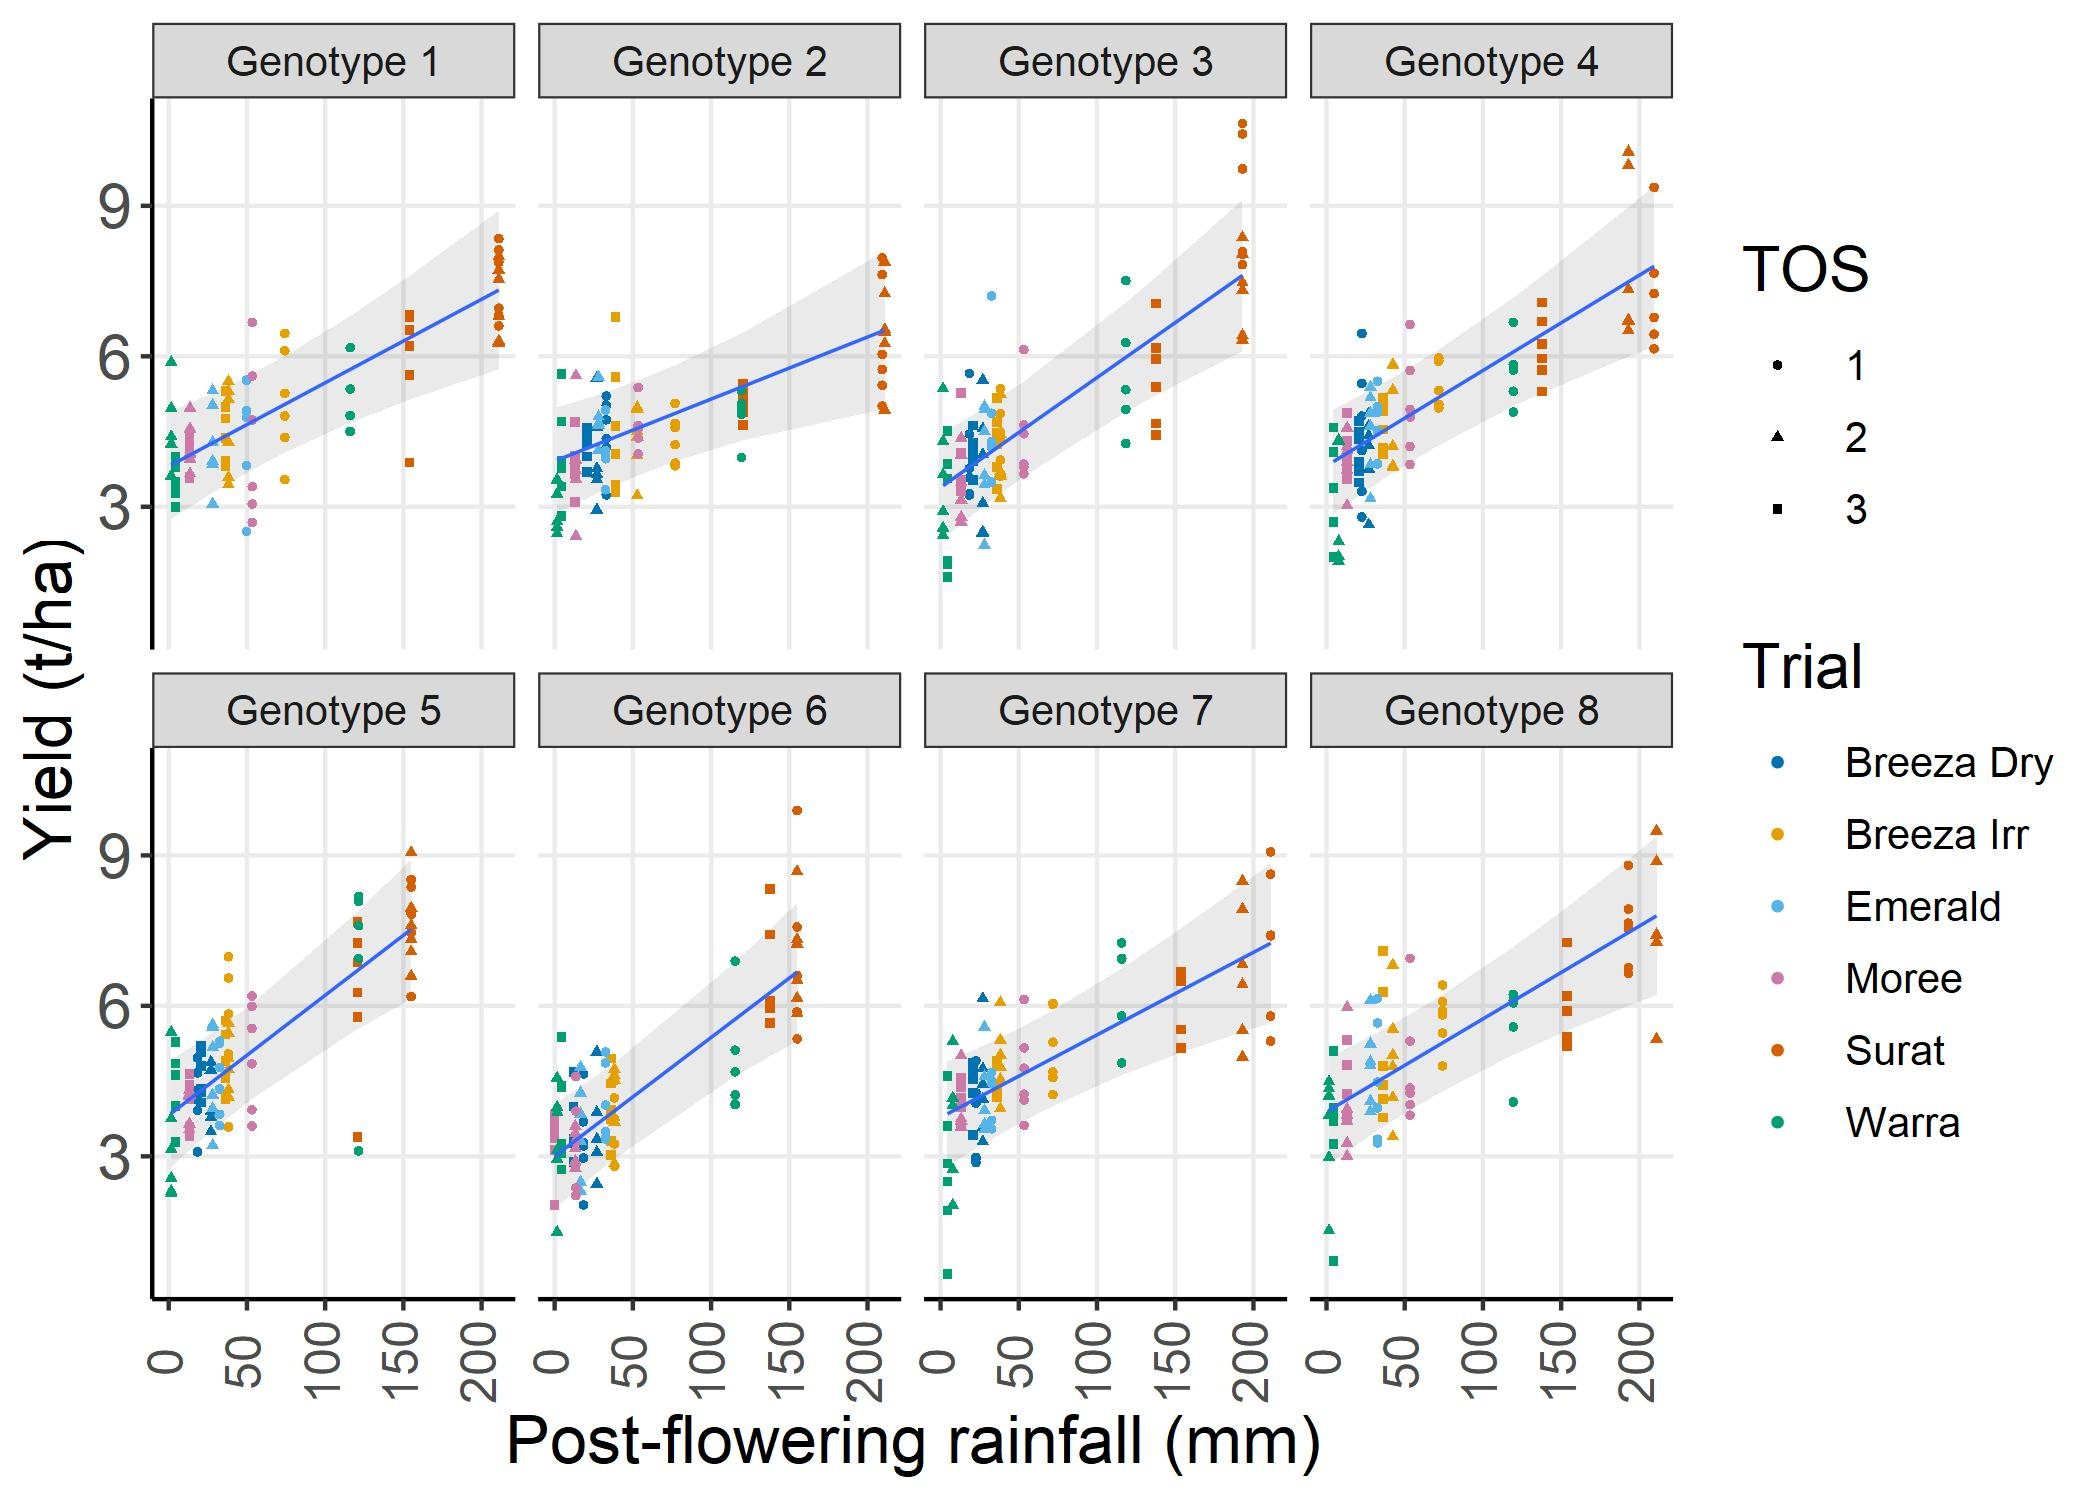 Genotype 1 Genotype 2 Genotype 3 Genotype 4
9
6
3
Genotype 5 Genotype 6 Genotype 7 Genotype 8
9
6
3
0 50 100 150 200 0 50 100 150 200 0 50 100 150 200 0 50 100 150 200
Post-flowering rainfall (mm)
Yield (t/ha)
TOS
1
2
3
Trial
Breeza Dry
Breeza Irr
Emerald
Moree
Surat
Warra